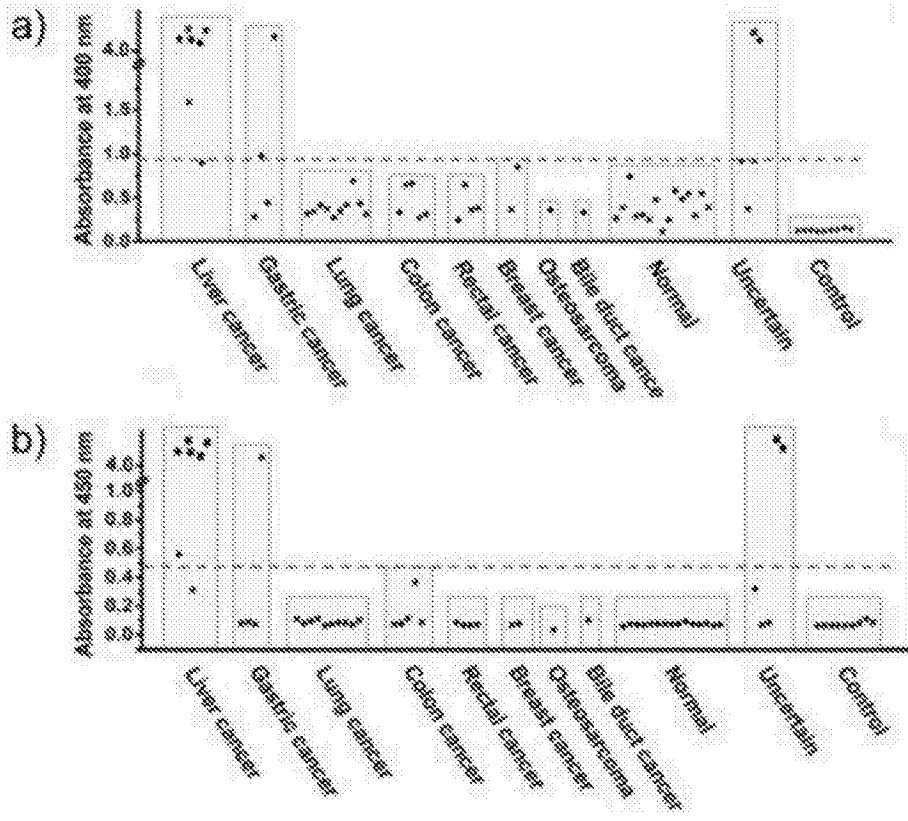 a)
Absorbance at 450 nm
4.0
1.5
1.0
0.5
0.0
Liver cancer
Gastric cancer
Lung cancer
Colon cancer
Rectal cancer
Breast cancer
Osteosarcoma
Bile duct cance
Normal
Uncertain
Control
b)
Absorbance at 450 nm
4.0
1.0
0.8
0.6
0.4
0.2
0.0
Liver cancer
Gastric cancer
Lung cancer
Colon cancer
Rectal cancer
Breast cancer
Osteosarcoma
Bile duct cancer
Normal
Uncertain
Control